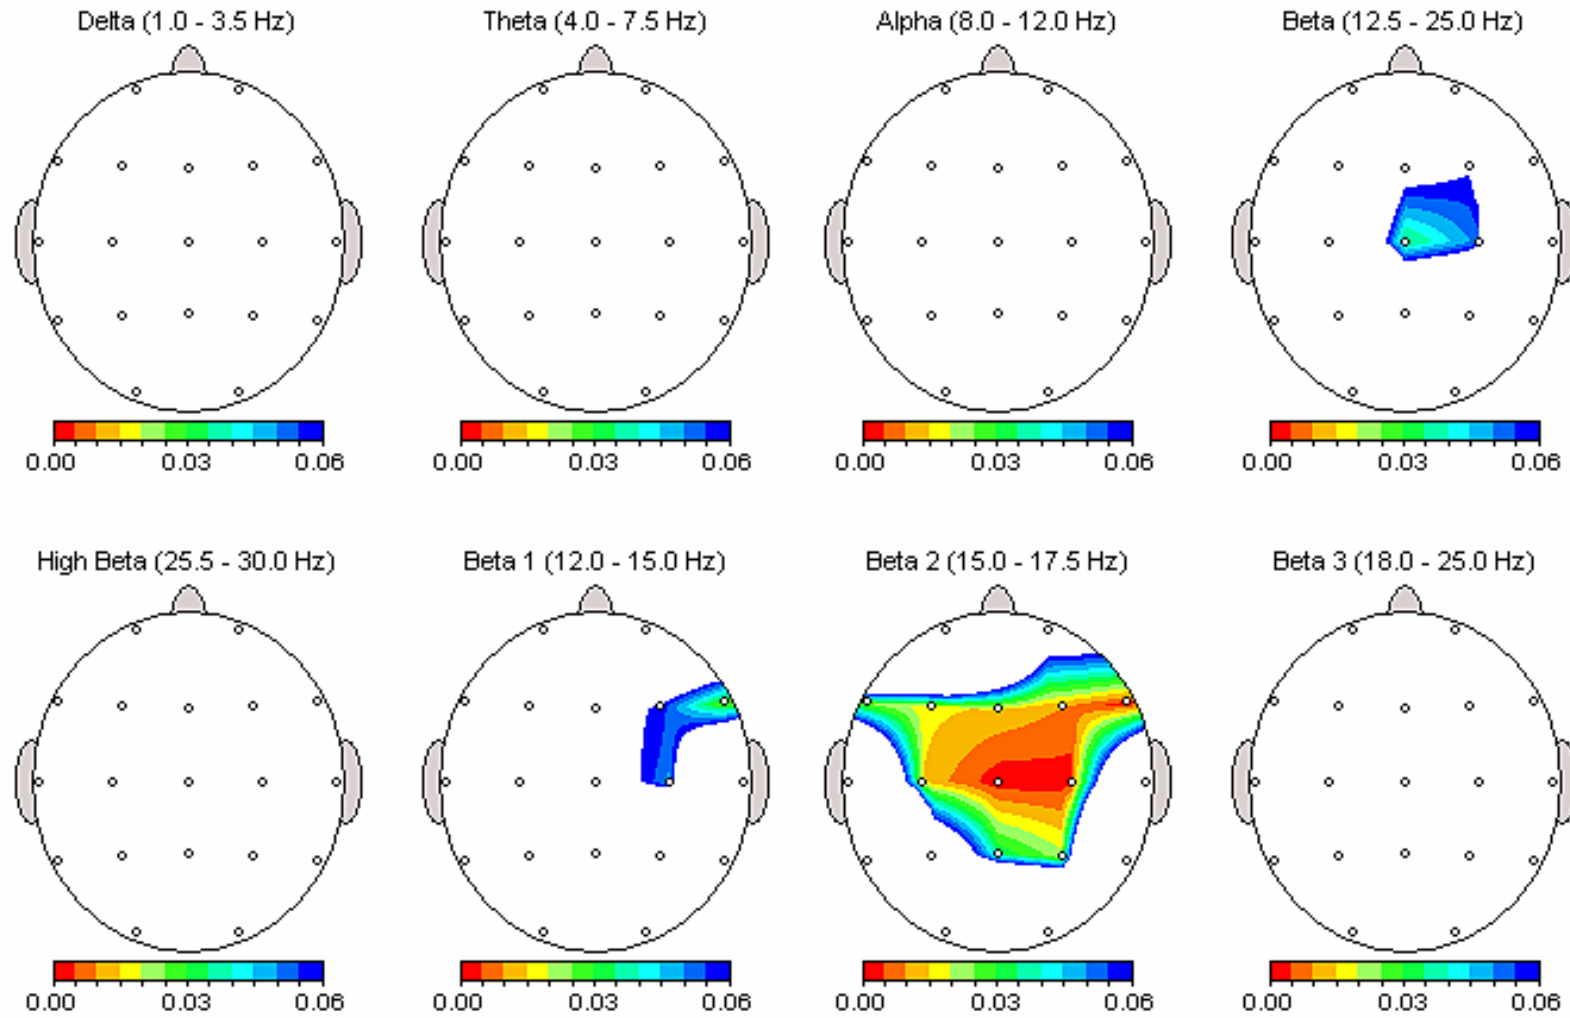 Delta (1.0 - 3.5 Hz) Theta (4.0 - 7.5 Hz) Alpha (8.0 - 12.0 Hz) Beta (12.5 - 25.0 Hz)
0.00 0.03 0.06 0.00 0.03 0.06 0.00 0.03 0.06 0.00 0.03 0.06
High Beta (25.5 - 30.0 Hz) Beta 1 (12.0 - 15.0 Hz) Beta 2 (15.0 - 17.5 Hz) Beta 3 (18.0 - 25.0 Hz)
0.00 0.03 0.06 0.00 0.03 0.06 0.00 0.03 0.06 0.00 0.03 0.06